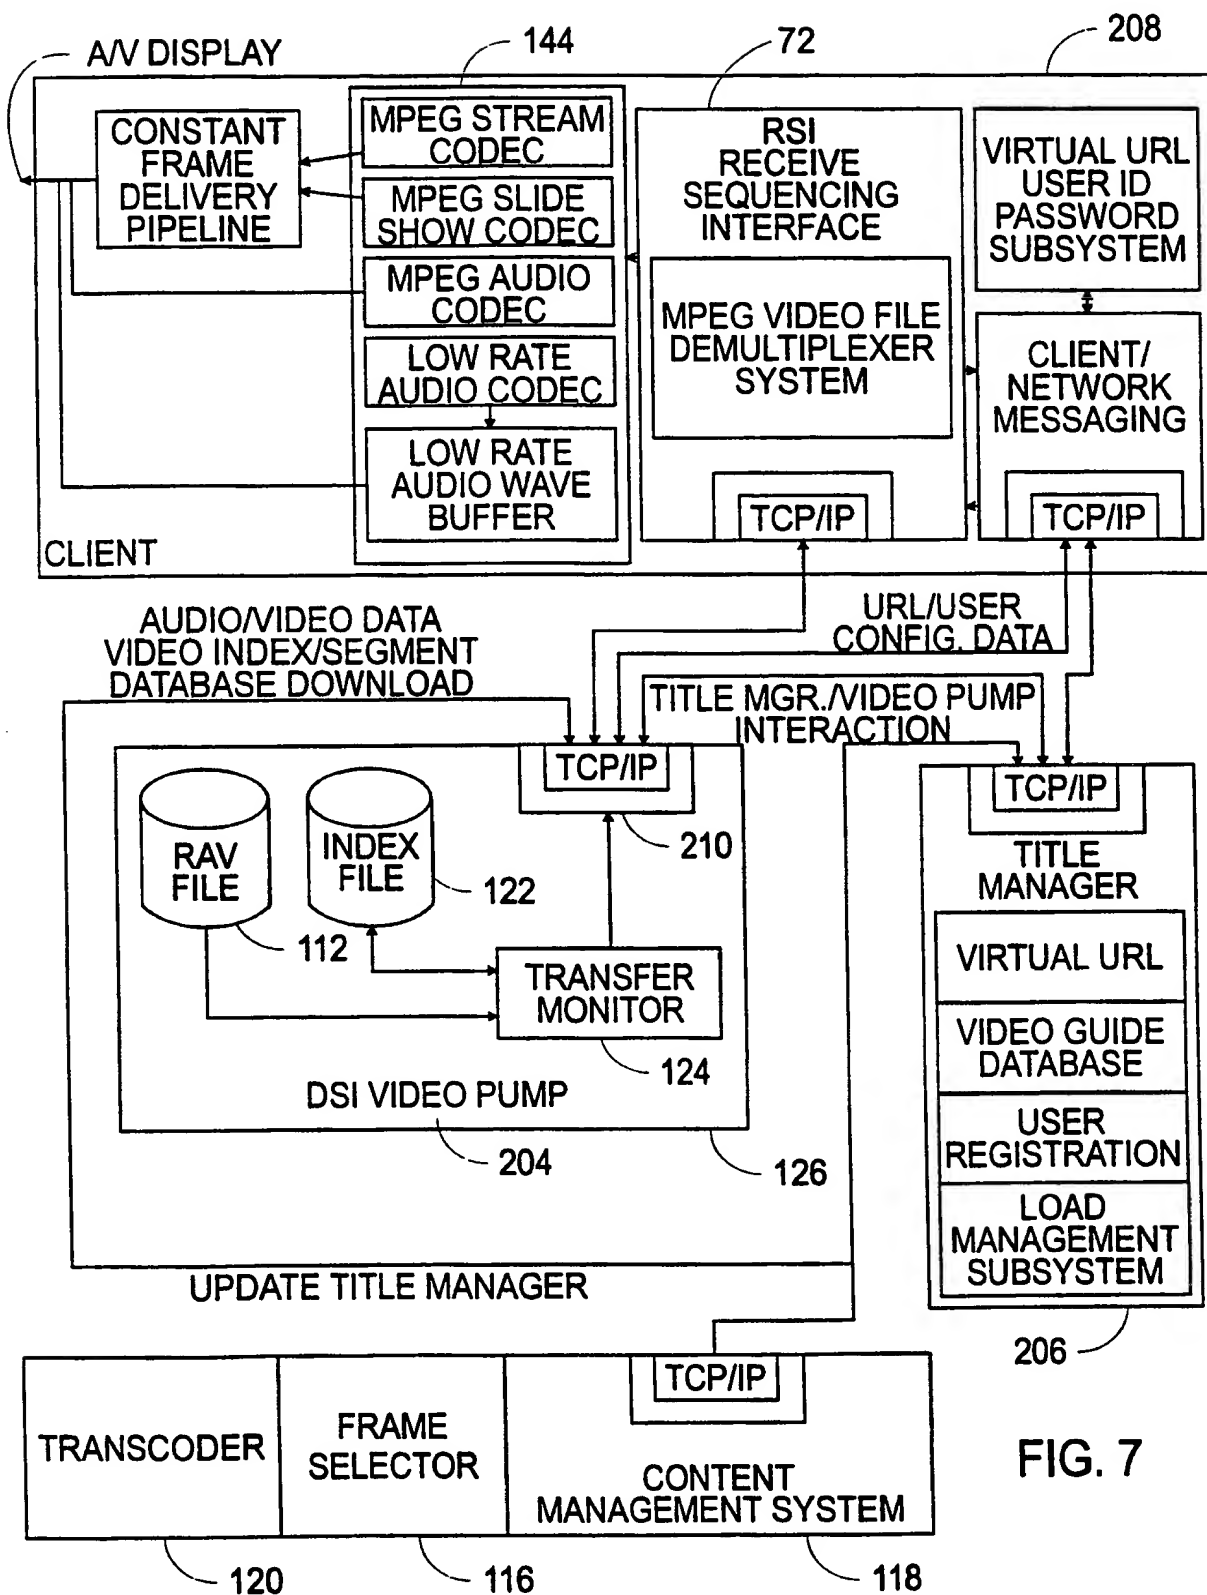 A/V DISPLAY
144
72
208
CONSTANT
FRAME
DELIVERY
PIPELINE
MPEG STREAM
CODEC
MPEG SLIDE
SHOW CODEC
MPEG AUDIO
CODEC
LOW RATE
AUDIO CODEC
LOW RATE
AUDIO WAVE
BUFFER
RSI
RECEIVE
SEQUENCING
INTERFACE
MPEG VIDEO FILE
DEMULTIPLEXER
SYSTEM
TCP/IP
VIRTUAL URL
USER ID
PASSWORD
SUBSYSTEM
CLIENT/
NETWORK
MESSAGING
TCP/IP
CLIENT
AUDIO/VIDEO DATA
VIDEO INDEX/SEGMENT
DATABASE DOWNLOAD
URL/USER
CONFIG. DATA
TITLE MGR./VIDEO PUMP
INTERACTION
TCP/IP
210
RAV
FILE
112
INDEX
FILE
122
TRANSFER
MONITOR
124
DSI VIDEO PUMP
204
126
TCP/IP
TITLE
MANAGER
VIRTUAL URL
VIDEO GUIDE
DATABASE
USER
REGISTRATION
LOAD
MANAGEMENT
SUBSYSTEM
206
UPDATE TITLE MANAGER
TRANSCODER
FRAME
SELECTOR
TCP/IP
CONTENT
MANAGEMENT SYSTEM
120
116
118
FIG. 7